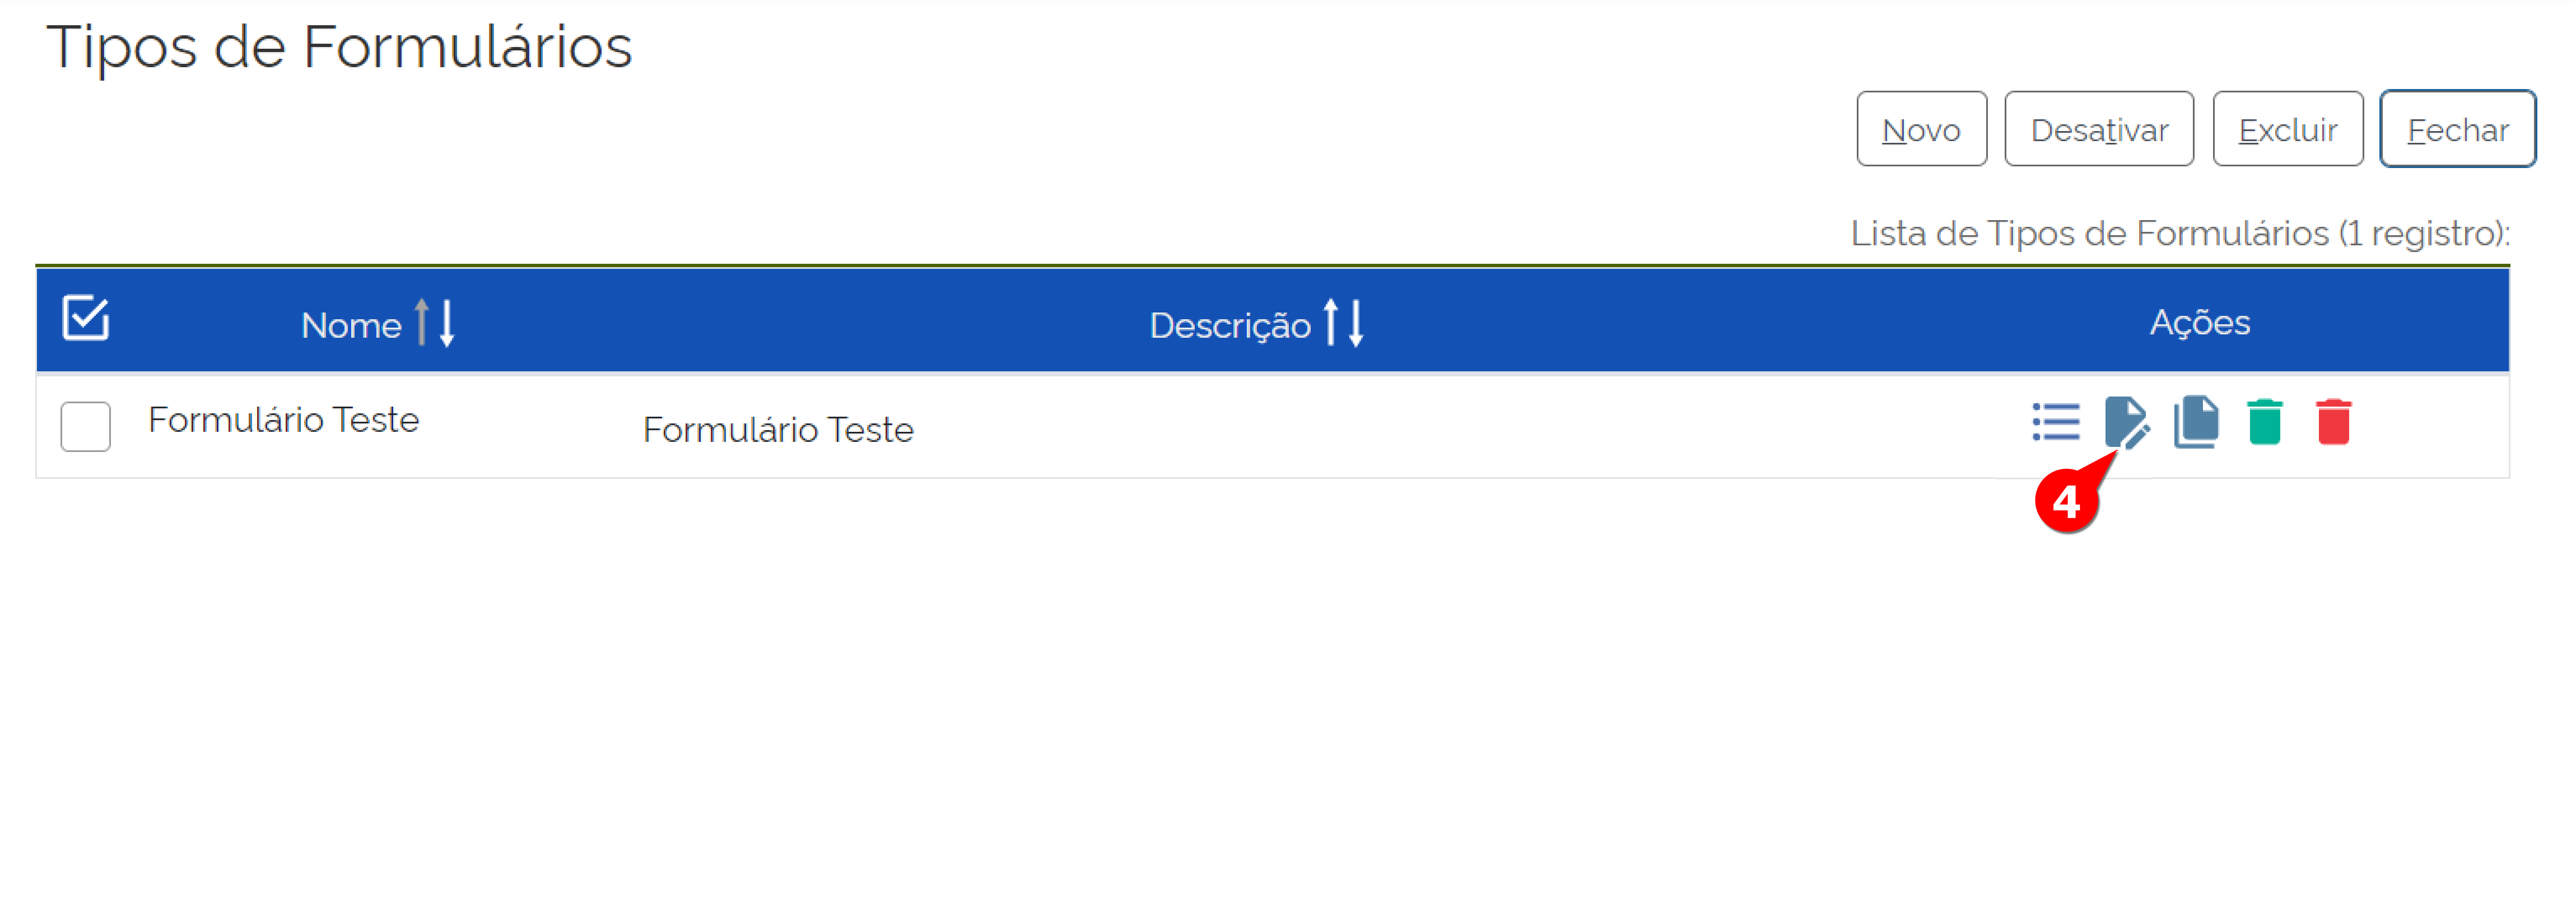 Tipos de Formulários
Novo Desativar Excluir Fechar
Lista de Tipos de Formulários (1 registro):
Nome Descrição Ações
Formulário Teste Formulário Teste
4